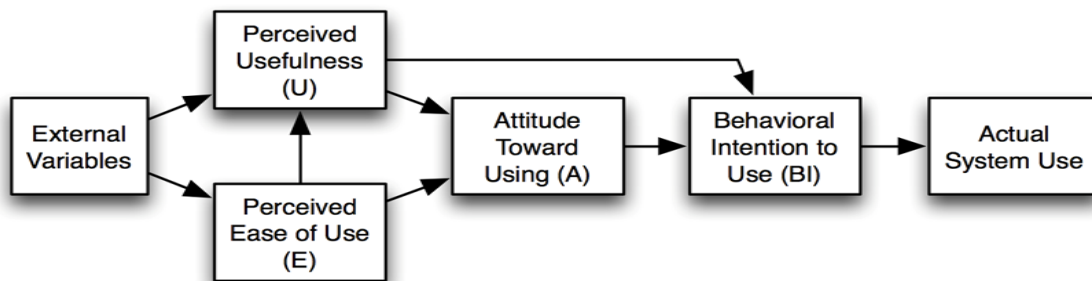 External
Variables
Perceived
Usefulness
(U)
Perceived
Ease of Use
(E)
Attitude
Toward
Using (A)
Behavioral
Intention to
Use (BI)
Actual
System Use